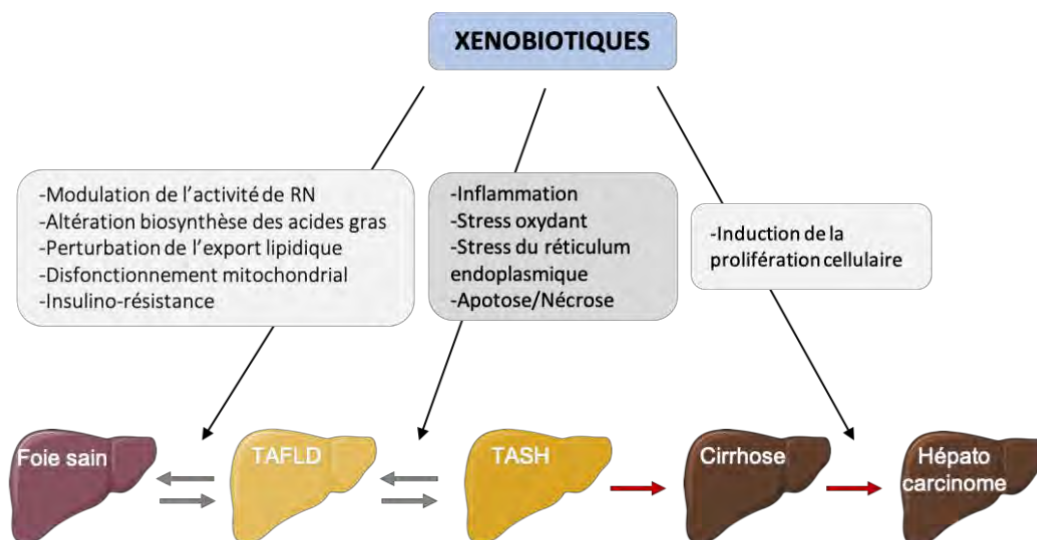 XENOBIOTIQUES
-Modulation de l’activité de RN
-Altération biosynthèse des acides gras
-Perturbation de l’export lipidique
-Disfonctionnement mitochondrial
-Insulino-résistance
-Inflammation
-Stress oxydant
-Stress du réticulum
endoplasmique
-Apotose/Nécrose
-Induction de la
prolifération cellulaire
Foie sain
TAFLD
TASH
Cirrhose
Hépato
carcinome